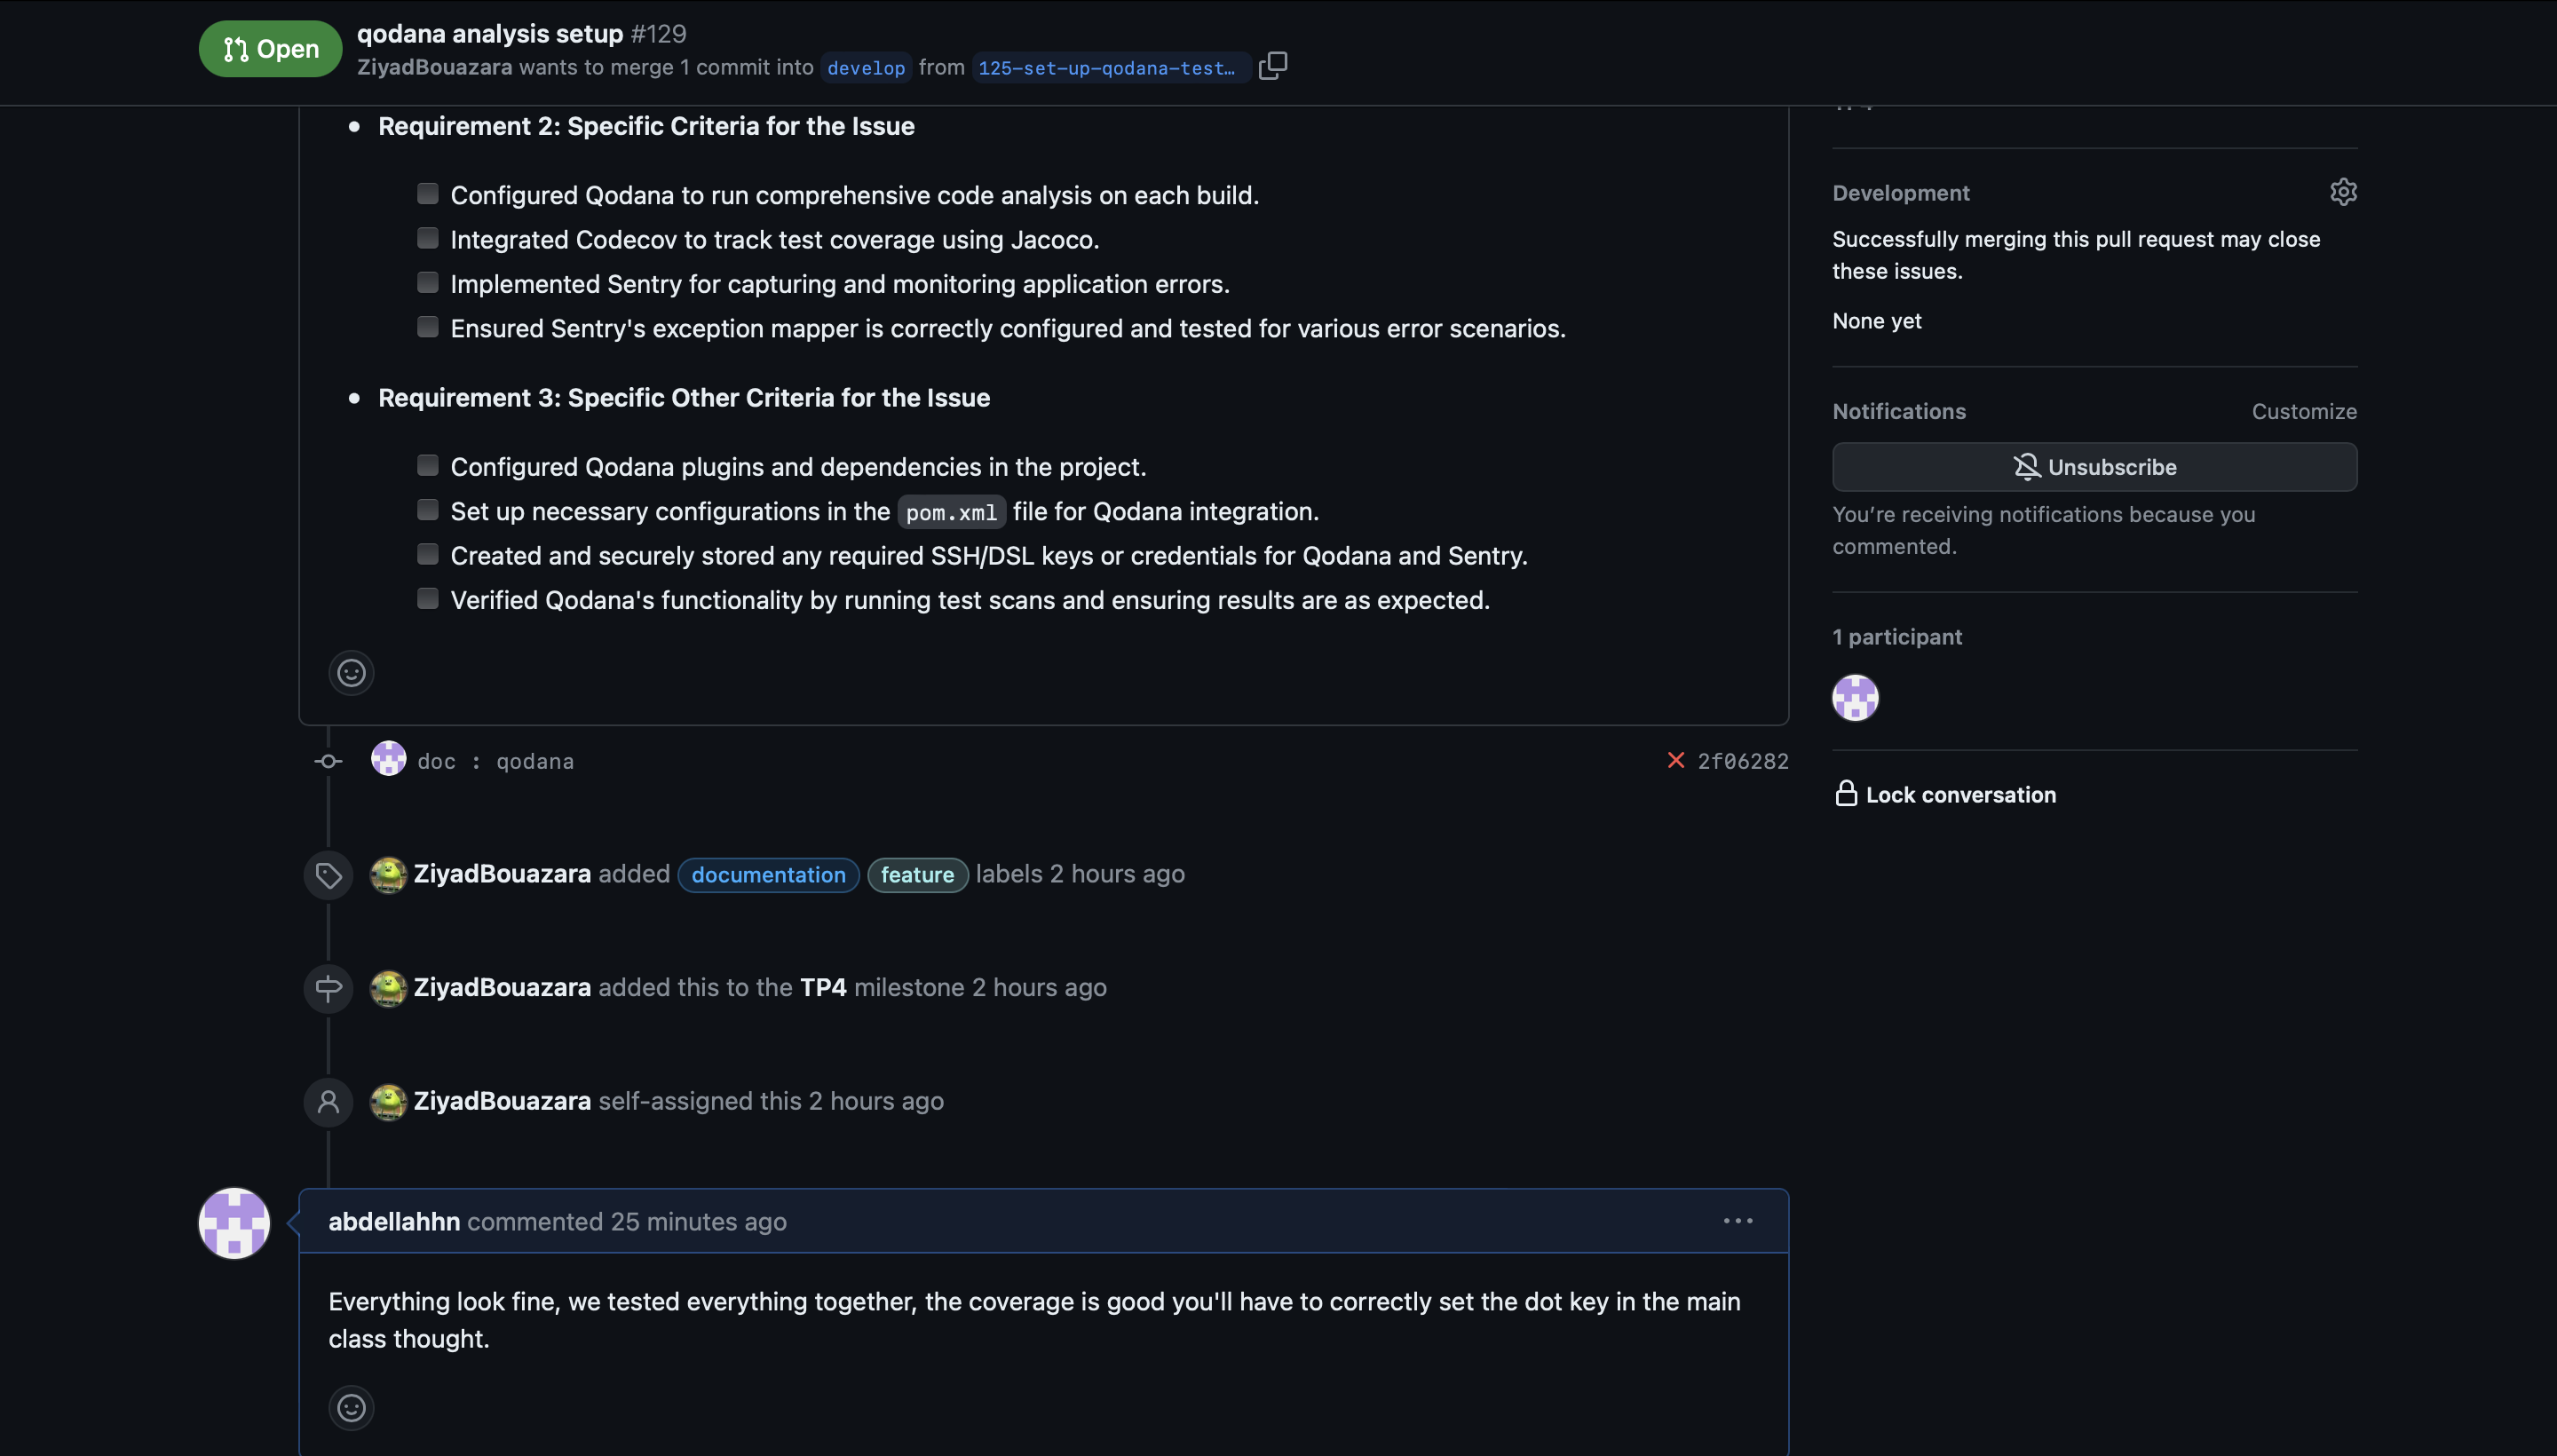 Open
qodana analysis setup #129
ZiyadBouazara wants to merge 1 commit into develop from 125-set-up-qodana-test…
Requirement 2: Specific Criteria for the Issue
Configured Qodana to run comprehensive code analysis on each build.
Integrated Codecov to track test coverage using Jacoco.
Implemented Sentry for capturing and monitoring application errors.
Ensured Sentry's exception mapper is correctly configured and tested for various error scenarios.
Requirement 3: Specific Other Criteria for the Issue
Configured Qodana plugins and dependencies in the project.
Set up necessary configurations in the pom.xml file for Qodana integration.
Created and securely stored any required SSH/DSL keys or credentials for Qodana and Sentry.
Verified Qodana's functionality by running test scans and ensuring results are as expected.
doc : qodana 2f06282
ZiyadBouazara added documentation feature labels 2 hours ago
ZiyadBouazara added this to the TP4 milestone 2 hours ago
ZiyadBouazara self-assigned this 2 hours ago
abdellahhn commented 25 minutes ago
Everything look fine, we tested everything together, the coverage is good you'll have to correctly set the dot key in the main
class thought.
Development
Successfully merging this pull request may close
these issues.
None yet
Notifications Customize
Unsubscribe
You're receiving notifications because you
commented.
1 participant
Lock conversation